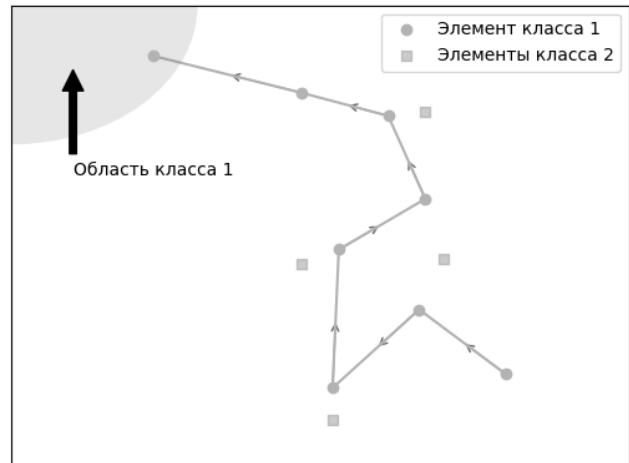 Элемент класса 1
Элементы класса 2
Область класса 1